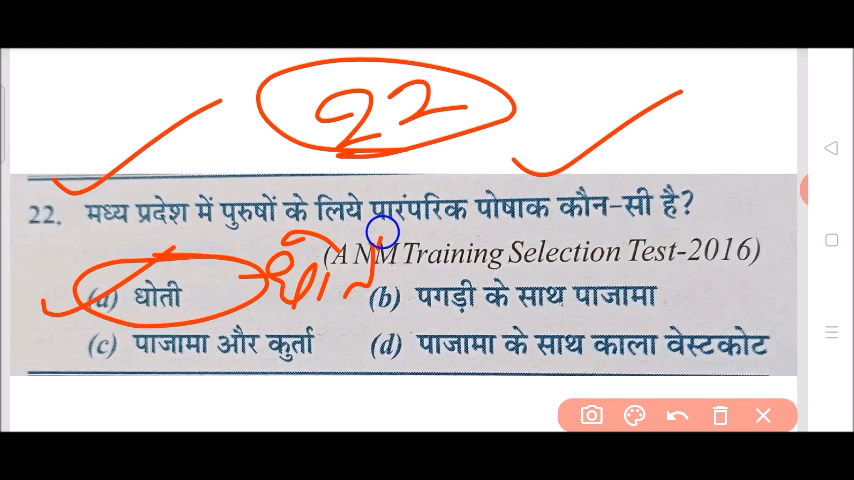 22
22. मध्य प्रदेश में पुरुषों के लिये पारंपरिक पोषाक कौन-सी है?
(ANM Training Selection Test-2016)
(a) धोती
(b) पगड़ी के साथ पाजामा
(c) पाजामा और कुर्ता
(d) पाजामा के साथ काला वेस्टकोट